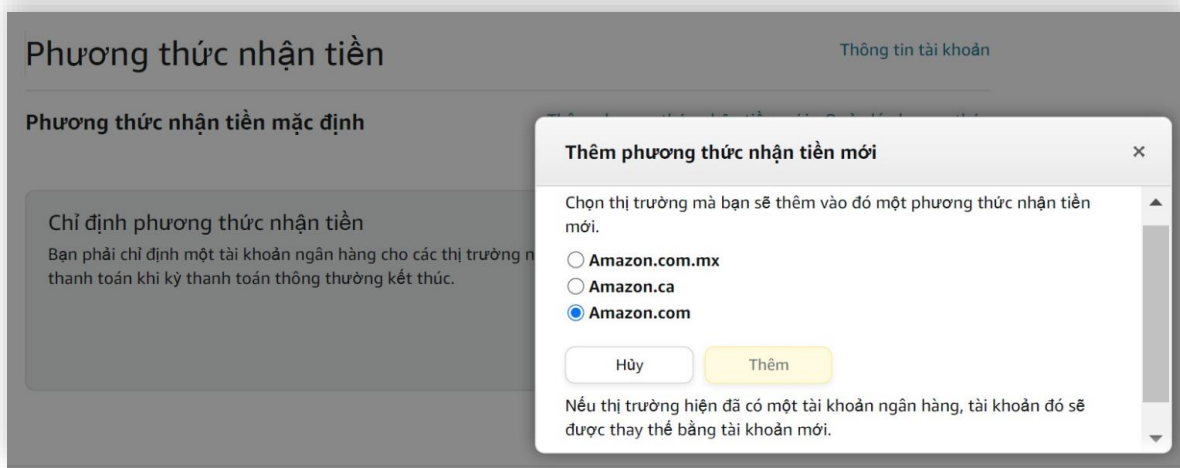 Phương thức nhận tiền
Thông tin tài khoản
Phương thức nhận tiền mặc định
Chỉ định phương thức nhận tiền
Bạn phải chỉ định một tài khoản ngân hàng cho các thị trường
thanh toán khi kỳ thanh toán thông thường kết thúc.
Thêm phương thức nhận tiền mới
×
Chọn thị trường mà bạn sẽ thêm vào đó một phương thức nhận tiền
mới.
Amazon.com.mx
Amazon.ca
Amazon.com
Hủy
Thêm
Nếu thị trường hiện đã có một tài khoản ngân hàng, tài khoản đó sẽ
được thay thế bằng tài khoản mới.